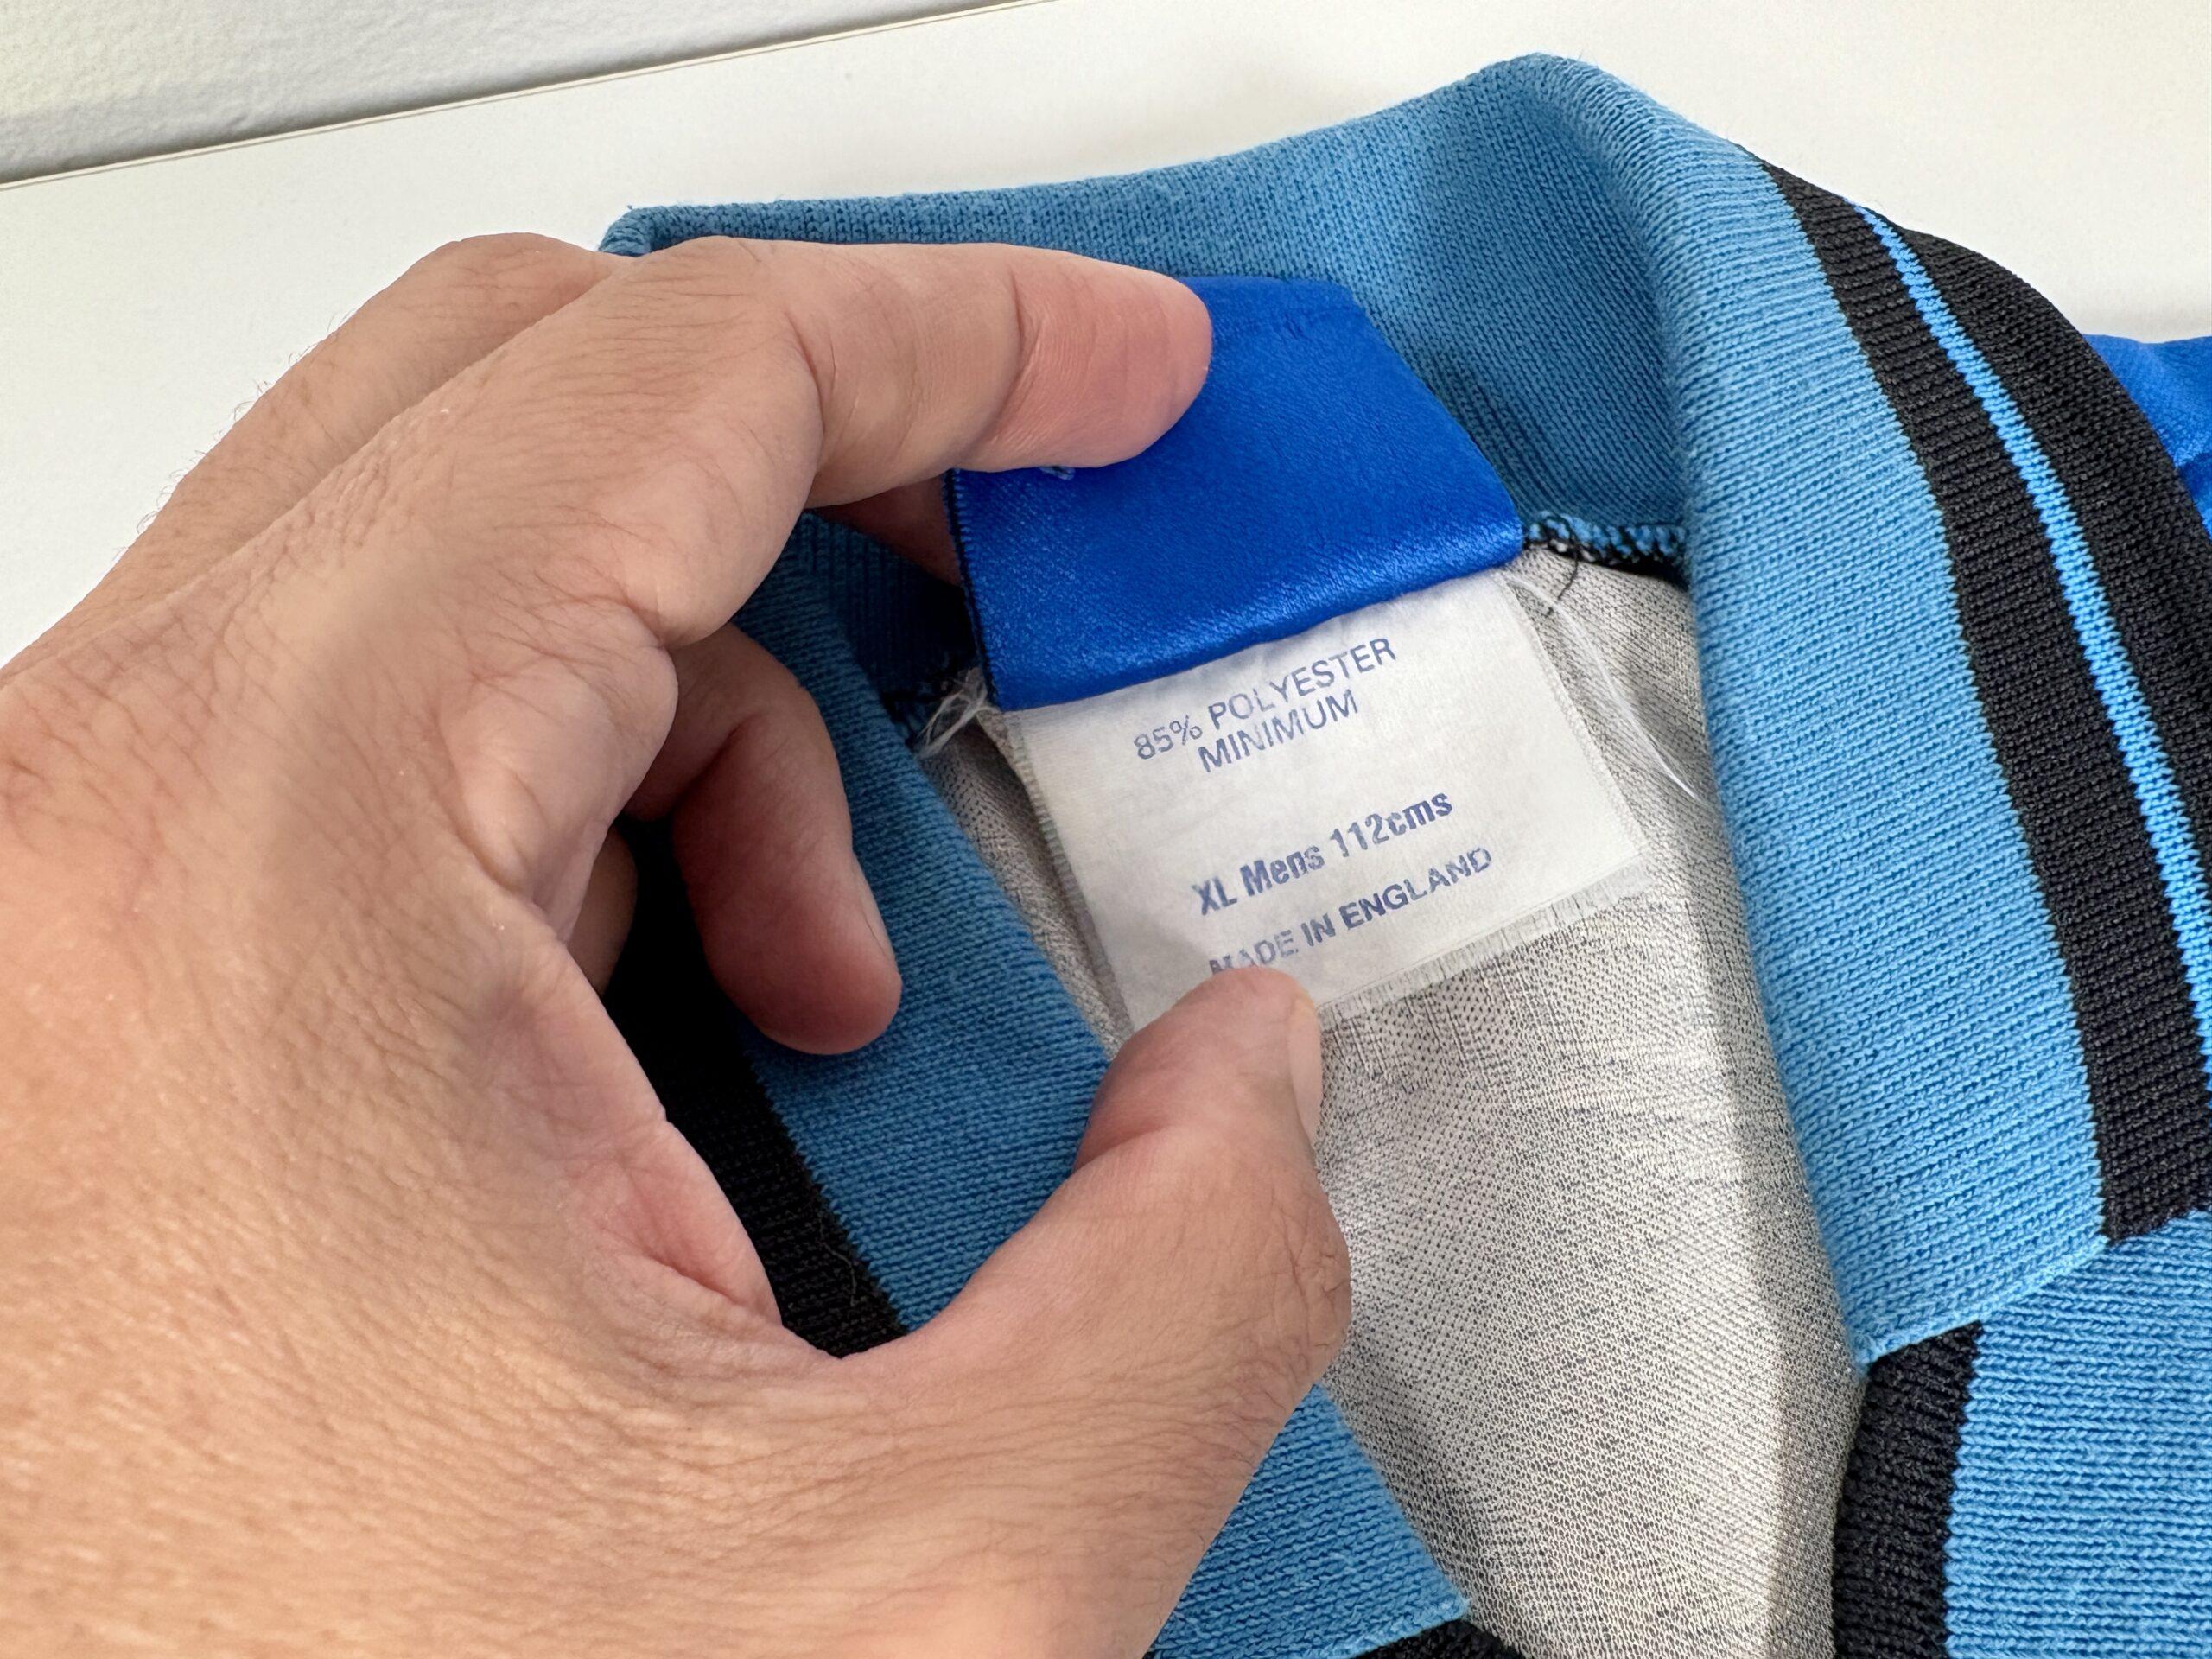 85% POLYESTER
MINIMUM
XL Mens 112cms
MADE IN ENGLAND